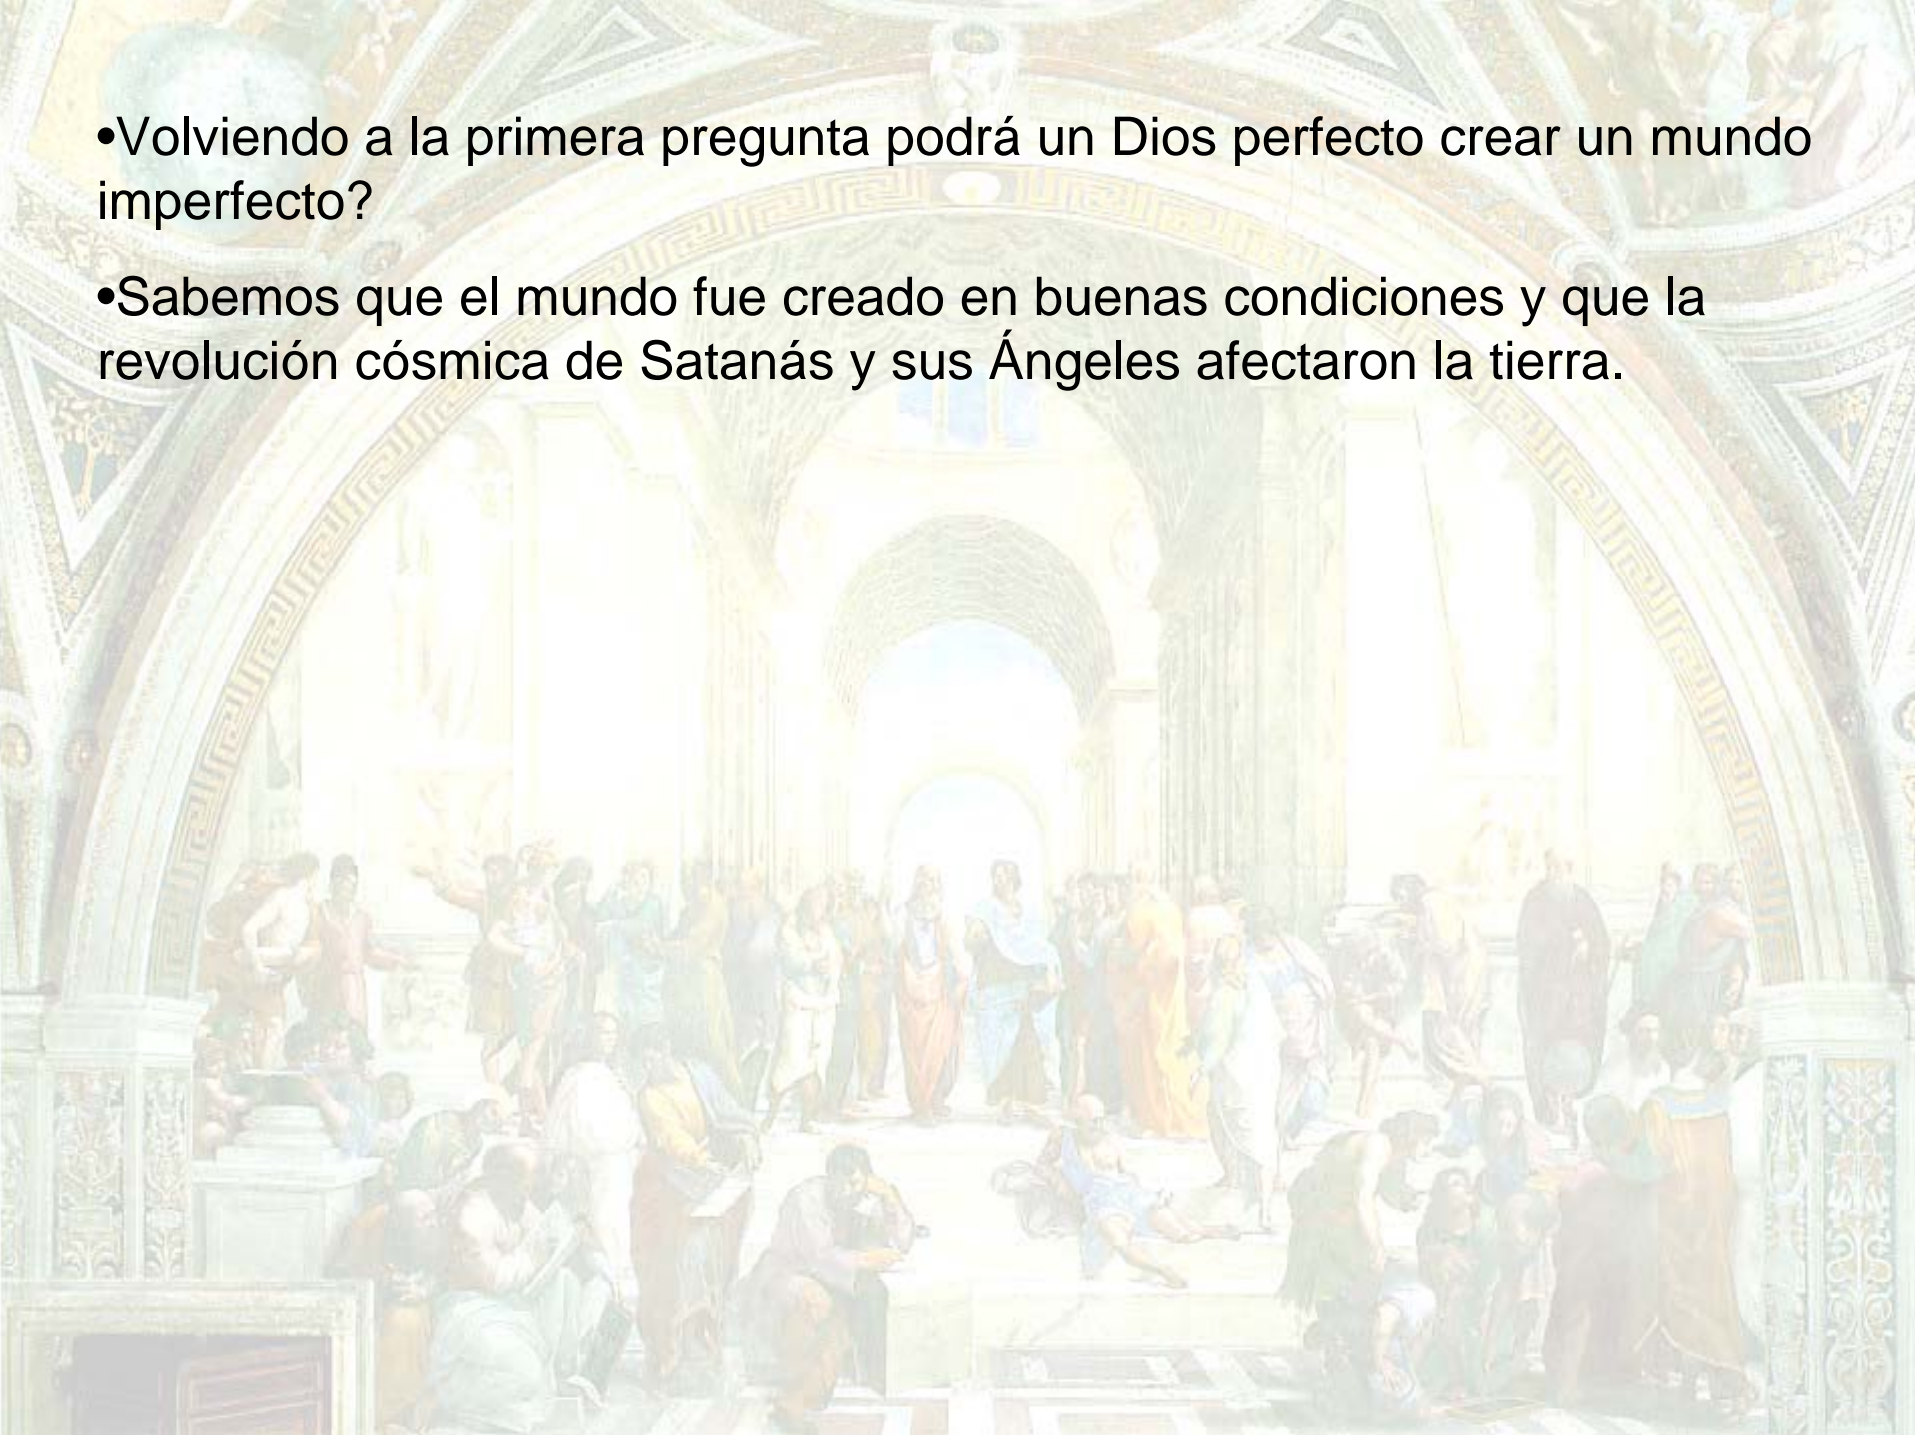 •Volviendo a la primera pregunta podrá un Dios perfecto crear un mundo
imperfecto?
•Sabemos que el mundo fue creado en buenas condiciones y que la
revolución cósmica de Satanás y sus Ángeles afectaron la tierra.